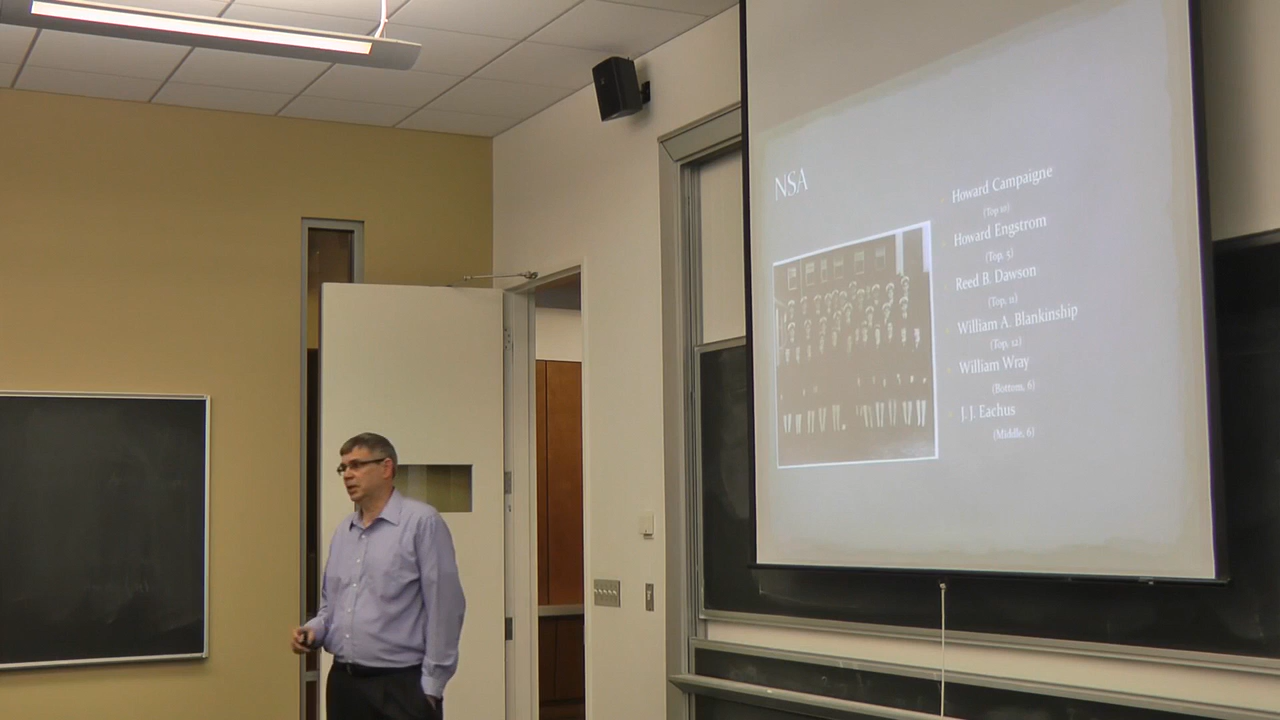 NSA
Howard Campaigne
(Top 10)
Howard Engstrom
(Top, 5)
Reed B. Dawson
(Top, 11)
William A. Blankinship
(Top, 12)
William Wray
(Bottom, 6)
J. J. Eachus
(Middle, 6)